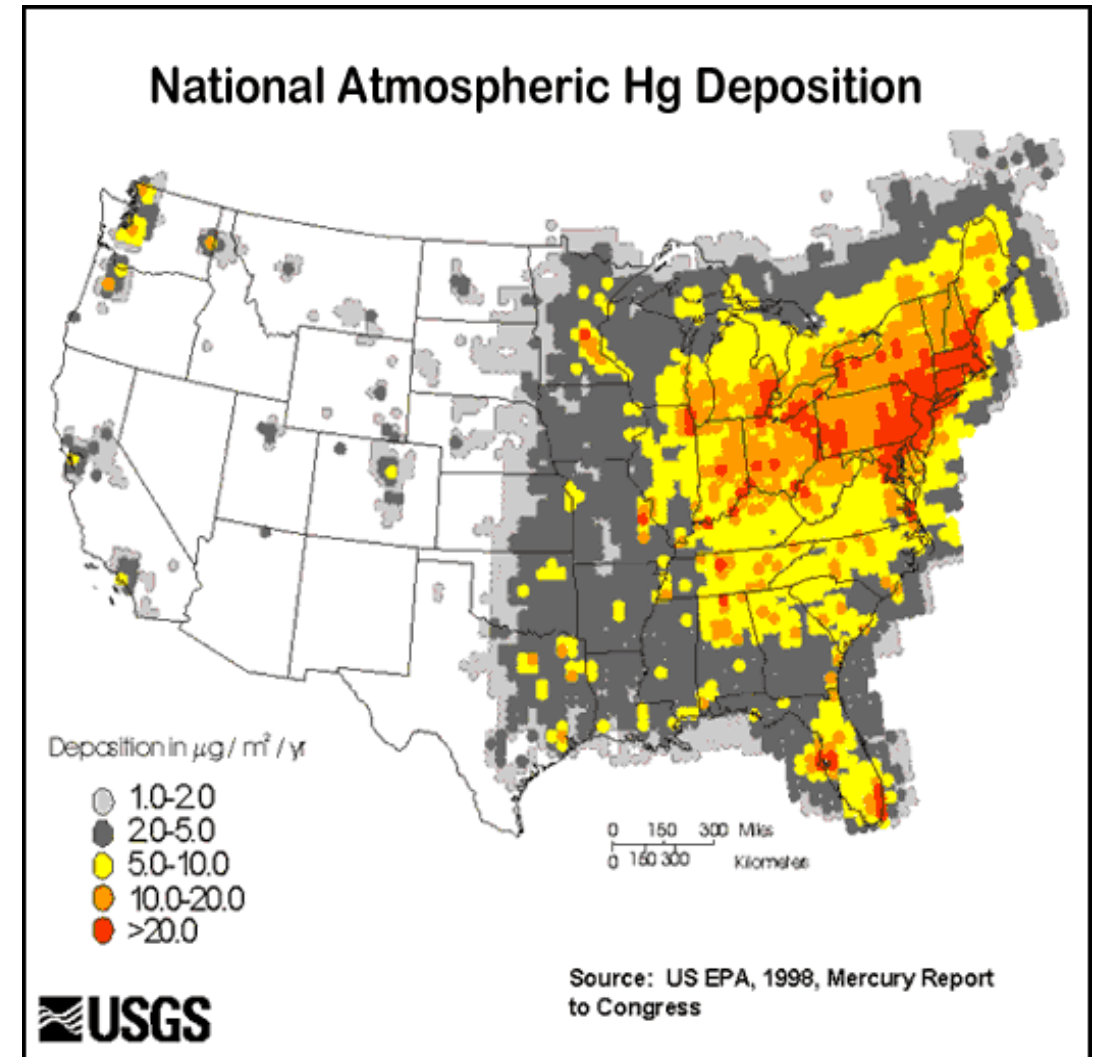 National Atmospheric Hg Deposition
Deposition in µg / m² / yr
1.0-2.0
2.0-5.0
5.0-10.0
10.0-20.0
>20.0
0 150 300 Miles
0 150 300 Kilometers
Source: US EPA, 1998, Mercury Report
to Congress
USGS